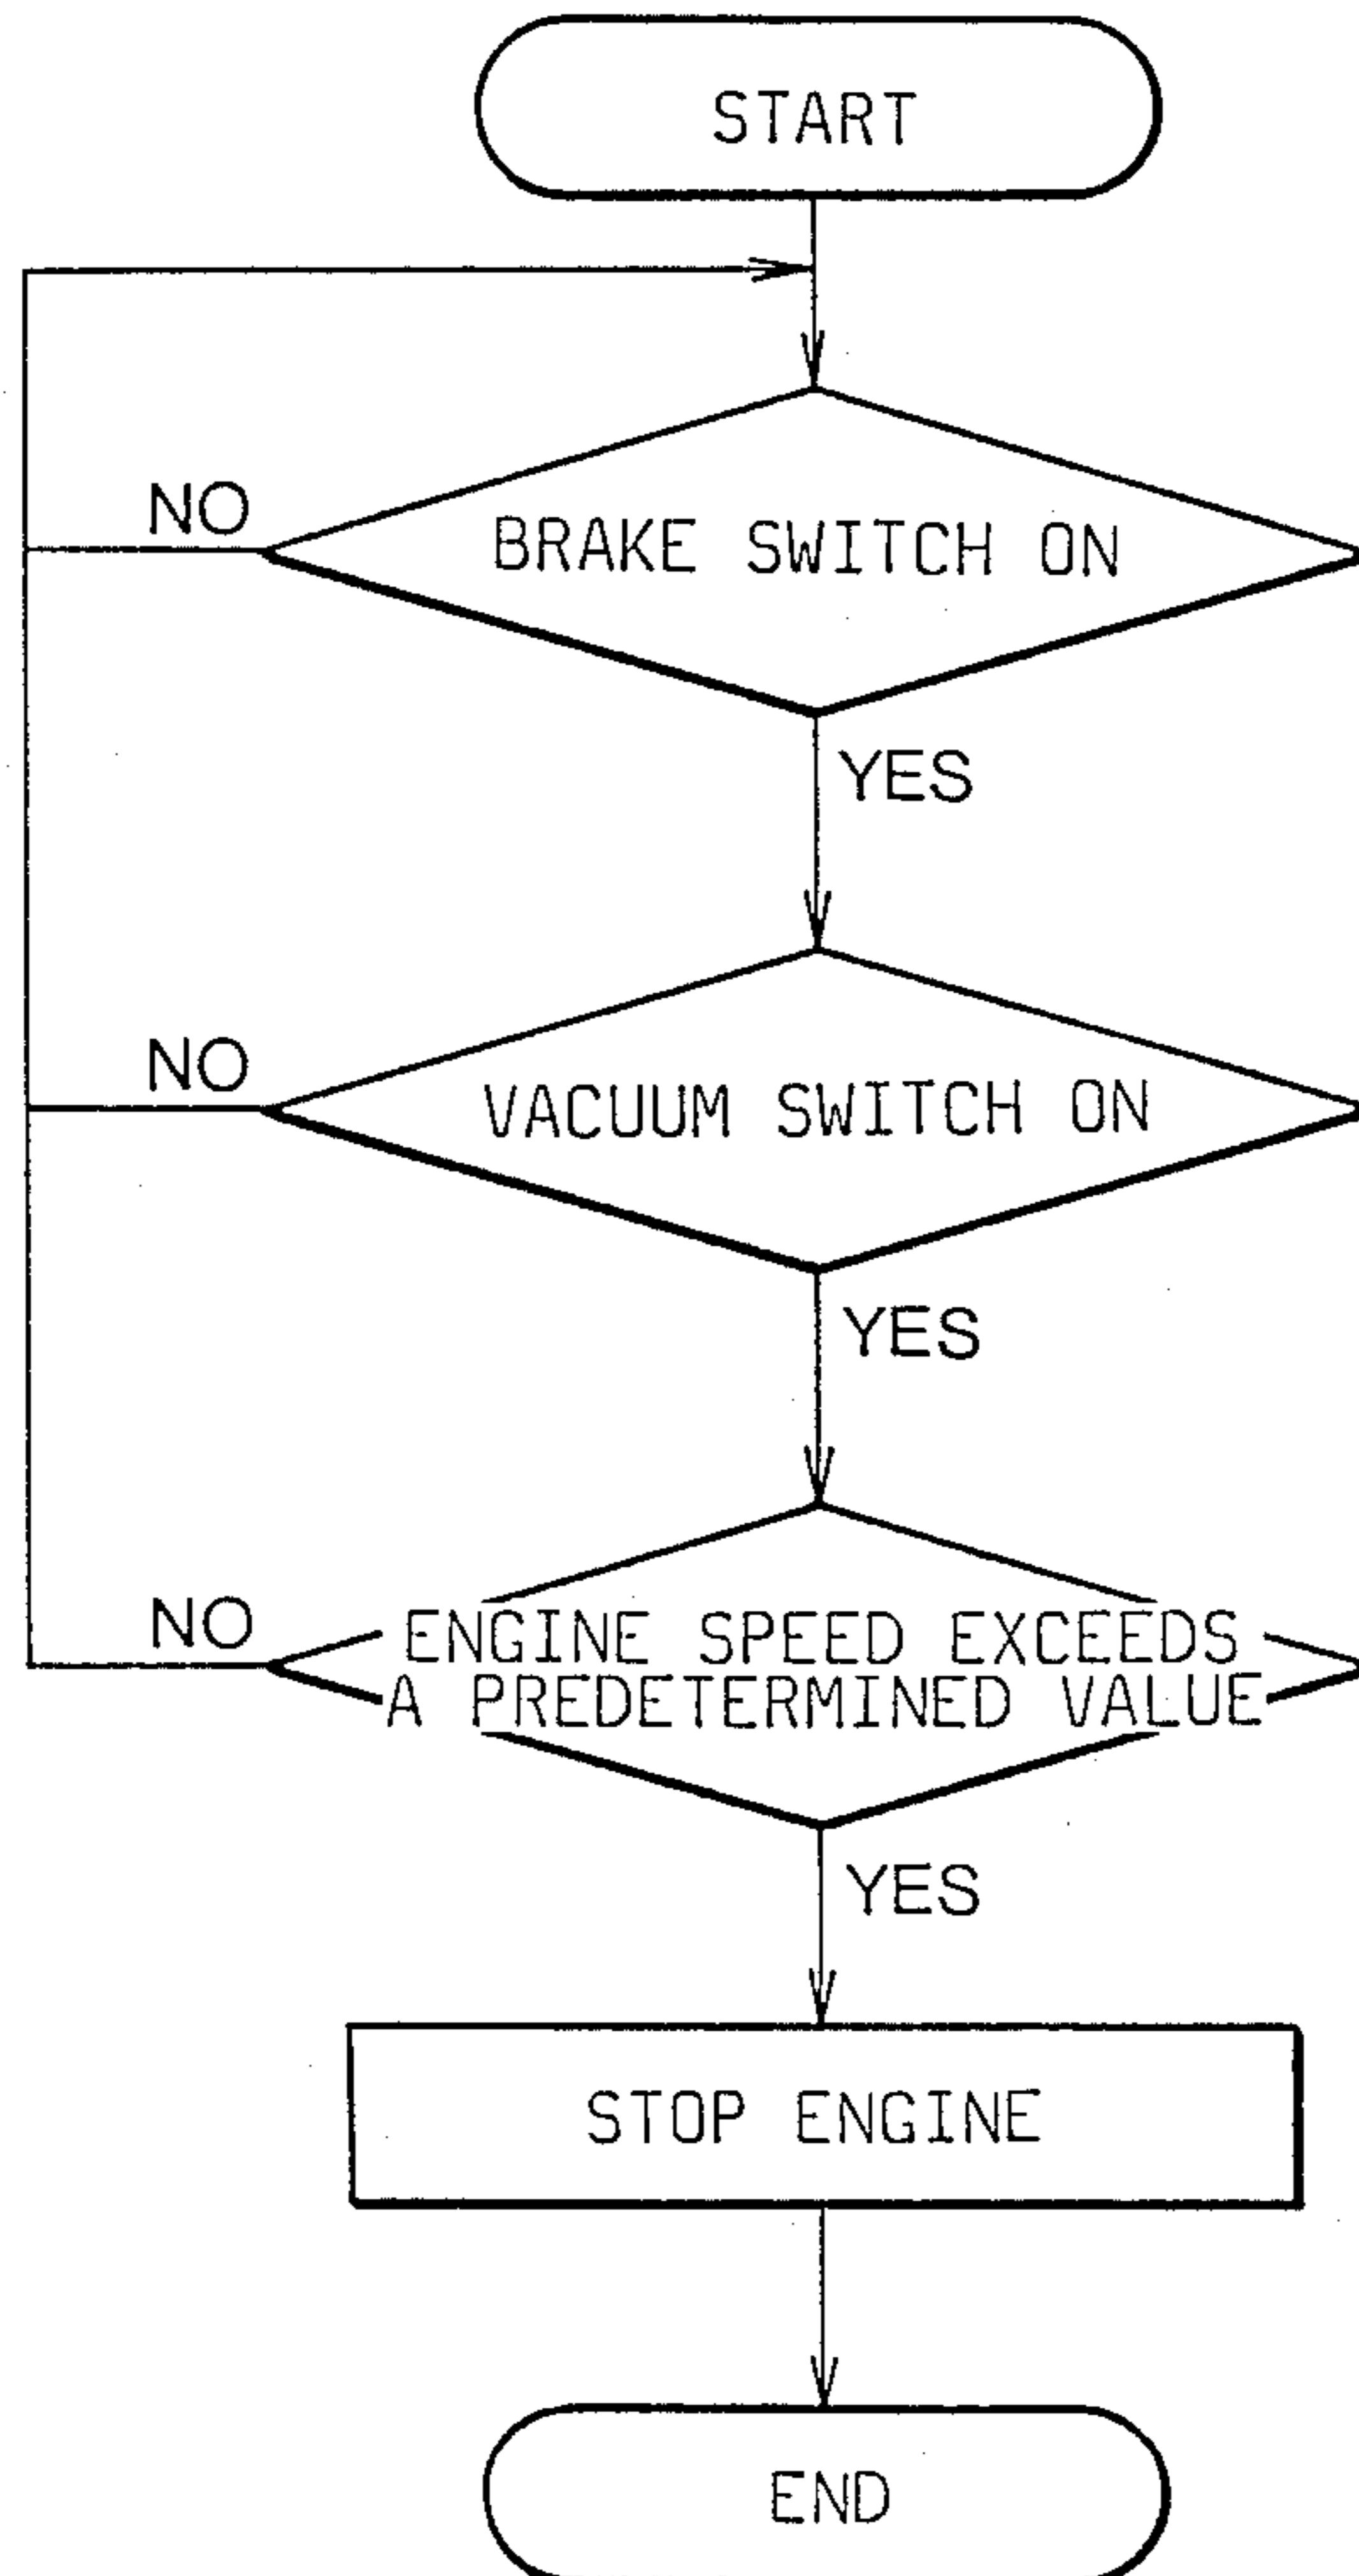 START
NO
BRAKE SWITCH ON
YES
NO
VACUUM SWITCH ON
YES
NO
ENGINE SPEED EXCEEDS
A PREDETERMINED VALUE
YES
STOP ENGINE
END